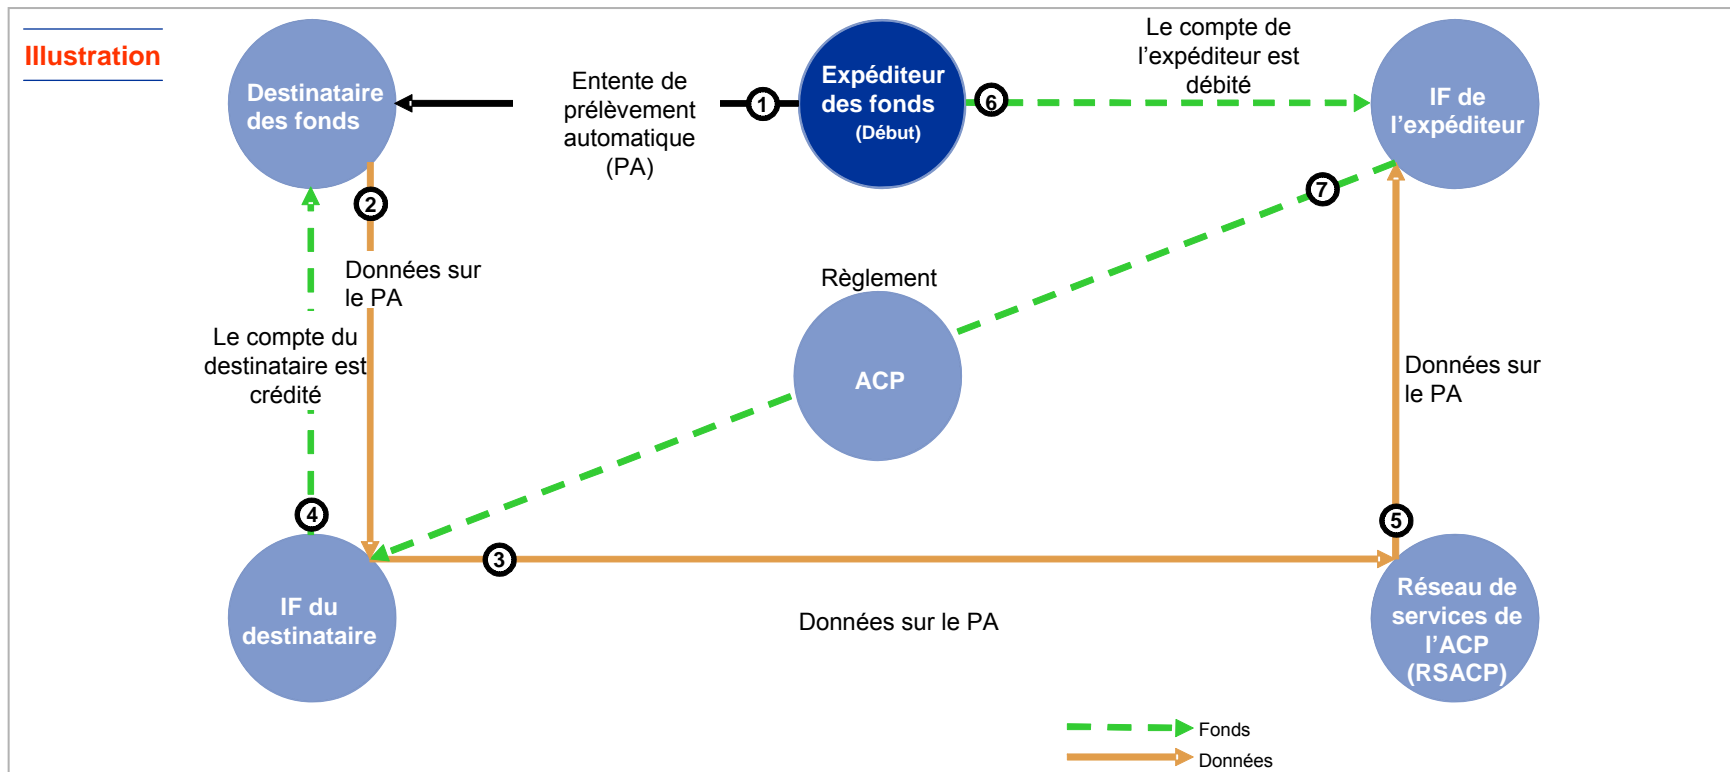 Illustration
Destinataire
des fonds
Entente de
prélèvement
automatique
(PA)
1
Expéditeur
des fonds
(Début)
6
Le compte de
l’expéditeur est
débité
IF de
l’expéditeur
2
7
Données sur
le PA
Règlement
ACP
Le compte du
destinataire est
crédité
Données sur
le PA
4
5
3
IF du
destinataire
Données sur le PA
Réseau de
services de
l’ACP
(RSACP)
Fonds
Données